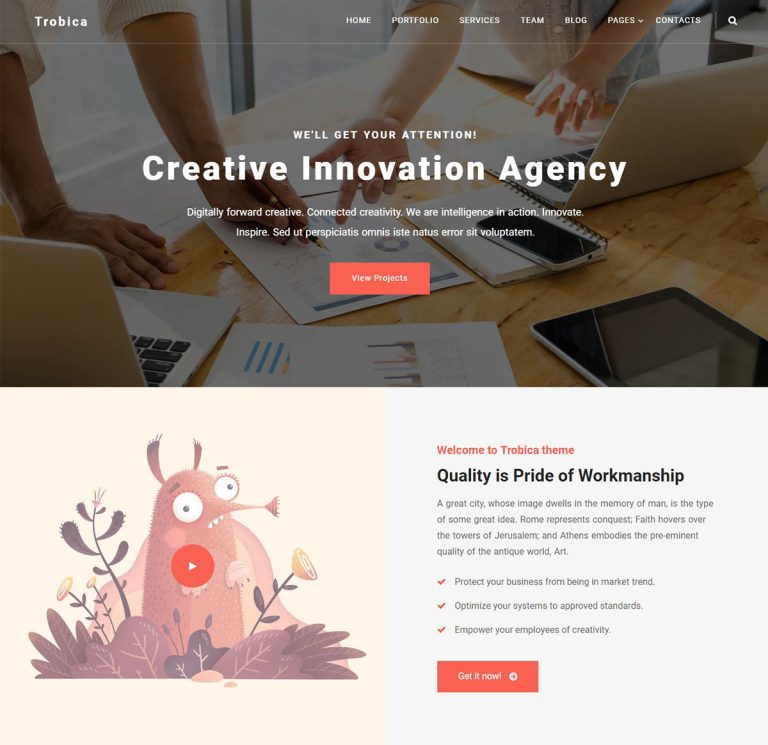 Trobica
HOME PORTFOLIO SERVICES TEAM BLOG PAGES CONTACTS
WE'LL GET YOUR ATTENTION!
Creative Innovation Agency
Digitally forward creative. Connected creativity. We are intelligence in action. Innovate.
Inspire. Sed ut perspiciatis omnis iste natus error sit voluptatem.
View Projects
Welcome to Trobica theme
Quality is Pride of Workmanship
A great city, whose image dwells in the memory of man, is the type
of some great idea. Rome represents conquest; Faith hovers over
the towers of Jerusalem; and Athens embodies the pre-eminent
quality of the antique world, Art.
Protect your business from being in market trend.
Optimize your systems to approved standards.
Empower your employees of creativity.
Get it now!